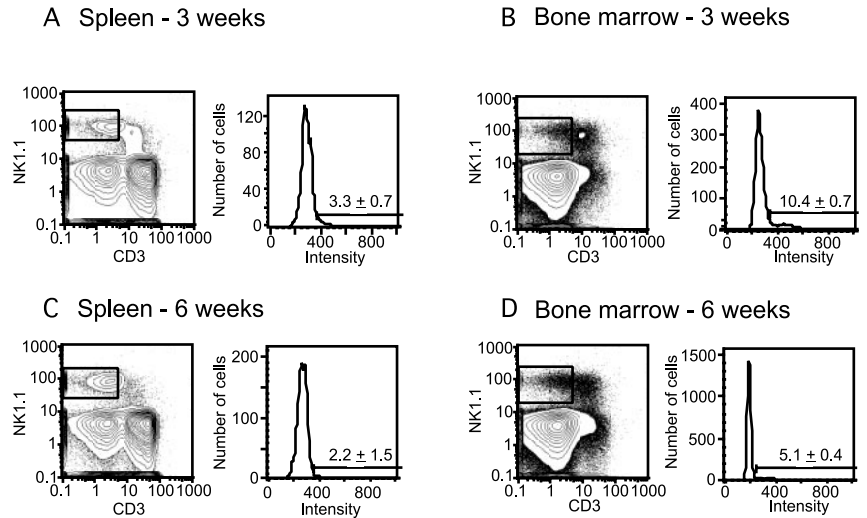 A Spleen - 3 weeks
1000
100
10
1
0.1
NK1.1
0.1 1 10 100 1000
CD3
120
80
40
0
Number of cells
3.3 ± 0.7
0 400 800
Intensity
B Bone marrow - 3 weeks
1000
100
10
1
0.1
NK1.1
0.1 1 10 100 1000
CD3
400
300
200
100
0
Number of cells
10.4 ± 0.7
0 400 800
Intensity
C Spleen - 6 weeks
1000
100
10
1
0.1
NK1.1
0.1 1 10 100 1000
CD3
200
150
100
50
0
Number of cells
2.2 ± 1.5
0 400 800
Intensity
D Bone marrow - 6 weeks
1000
100
10
1
0.1
NK1.1
0.1 1 10 100 1000
CD3
1500
1000
500
0
Number of cells
5.1 ± 0.4
0 400 800
Intensity